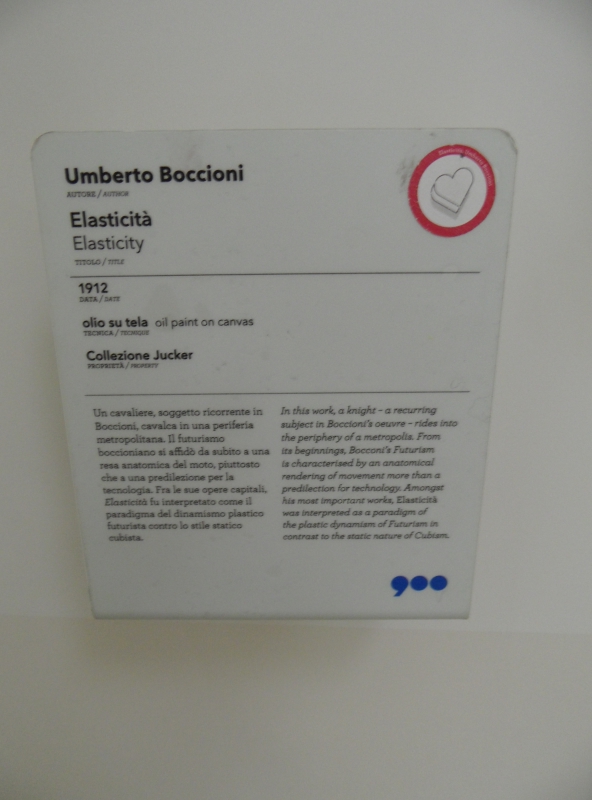 Umberto Boccioni
AUTORE / AUTHOR
Elasticità
Elasticity
TITOLO / TITLE
1912
DATA / DATE
olio su tela oil paint on canvas
TECNICA / TECNIQUE
Collezione Jucker
PROPRIETÀ / PROPERTY
Un cavaliere, soggetto ricorrente in
Boccioni, cavalca in una periferia
metropolitana. Il futurismo
boccioniano si affidò da subito a una
resa anatomica del moto, piuttosto
che a una predilezione per la
tecnologia. Fra le sue opere capitali,
Elasticità fu interpretato come il
paradigma del dinamismo plastico
futurista contro lo stile statico
cubista.
In this work, a knight – a recurring
subject in Boccioni's oeuvre – rides into
the periphery of a metropolis. From
its beginnings, Bocconi's Futurism
is characterised by an anatomical
rendering of movement more than a
predilection for technology. Amongst
his most important works, Elasticità
was interpreted as a paradigm of
the plastic dynamism of Futurism in
contrast to the static nature of Cubism.
900